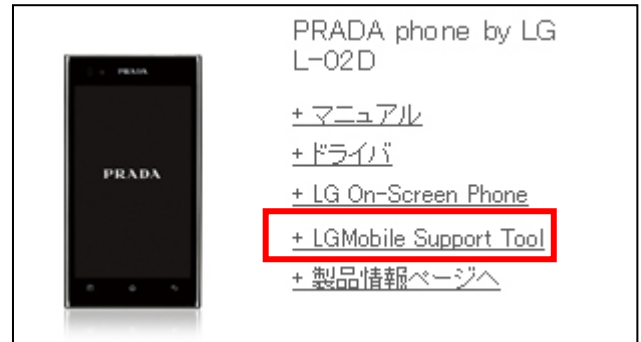 PRADA phone by LG
L-02D
+ マニュアル
+ ドライバ
+ LG On-Screen Phone
+ LGMobile Support Tool
+ 製品情報ページへ
PRADA
PRADA